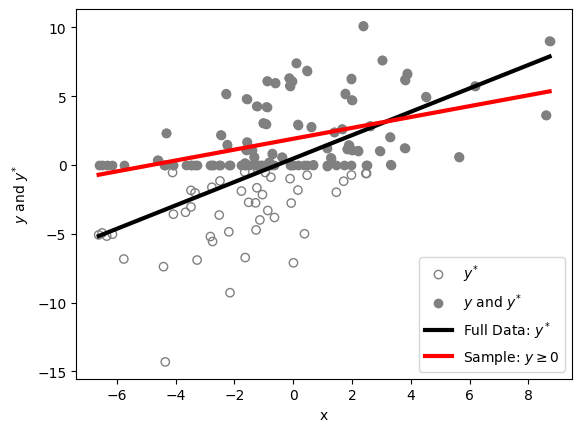 10
5
0
−5
−10
−15
y and y*
−6 −4 −2 0 2 4 6 8
x
y*
y and y*
Full Data: y*
Sample: y ≥ 0